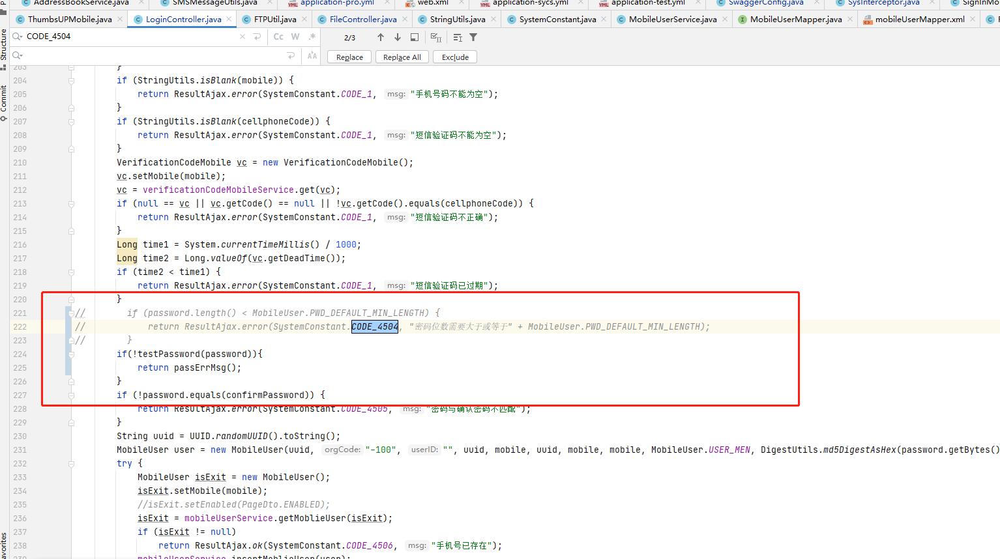 AddressBookService.java × SMSMessageUtils.java × application-pro.yml × web.xml × application-sycs.yml × application-test.yml × SwaggerConfig.java × SysInterceptor.java × SignInMo
ThumbsUPMobile.java × LoginController.java × FTPUtil.java × FileController.java × StringUtils.java × SystemConstant.java × MobileUserService.java × MobileUserMapper.java × mobileUserMapper.xml ×
CODE_4504 × Cc W .* 2/3
Replace Replace All Exclude
Structure
Commit
avorites
203 }
204 if (StringUtils.isBlank(mobile)) {
205 return ResultAjax.error(SystemConstant.CODE_1, msg: "手机号码不能为空");
206 }
207 if (StringUtils.isBlank(cellphoneCode)) {
208 return ResultAjax.error(SystemConstant.CODE_1, msg: "短信验证码不能为空");
209 }
210 VerificationCodeMobile vc = new VerificationCodeMobile();
211 vc.setMobile(mobile);
212 vc = verificationCodeMobileService.get(vc);
213 if (null == vc || vc.getCode() == null || !vc.getCode().equals(cellphoneCode)) {
214 return ResultAjax.error(SystemConstant.CODE_1, msg: "短信验证码不正确");
215 }
216 Long time1 = System.currentTimeMillis() / 1000;
217 Long time2 = Long.valueOf(vc.getDeadTime());
218 if (time2 < time1) {
219 return ResultAjax.error(SystemConstant.CODE_1, msg: "短信验证码已过期");
220 }
221 // if (password.length() < MobileUser.PWD_DEFAULT_MIN_LENGTH) {
222 // return ResultAjax.error(SystemConstant.CODE_4504, "密码位数需要大于或等于" + MobileUser.PWD_DEFAULT_MIN_LENGTH);
223 // }
224 if(!testPassword(password)){
225 return passErrMsg();
226 }
227 if (!password.equals(confirmPassword)) {
228 return ResultAjax.error(SystemConstant.CODE_4505, msg: "密码与确认密码不匹配");
229 }
230 String uuid = UUID.randomUUID().toString();
231 MobileUser user = new MobileUser(uuid, orgCode: "-100", userID: "", uuid, mobile, uuid, mobile, mobile, MobileUser.USER_MEN, DigestUtils.md5DigestAsHex(password.getBytes()
232 try {
233 MobileUser isExit = new MobileUser();
234 isExit.setMobile(mobile);
235 //isExit.setEnabled(PageDto.ENABLED);
236 isExit = mobileUserService.getMoblieUser(isExit);
237 if (isExit != null)
238 return ResultAjax.ok(SystemConstant.CODE_4506, msg: "手机号已存在");
239 mobileUserService.insertMoblieUser(user);